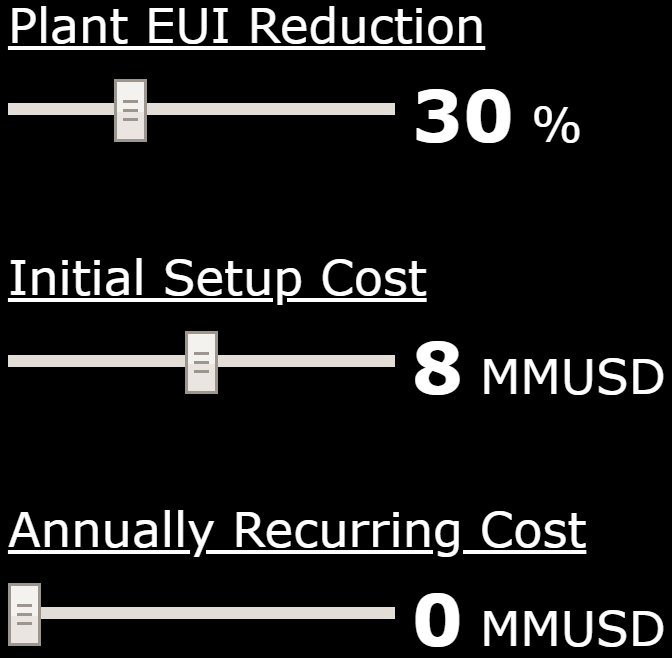 Plant EUI Reduction
30 %
Initial Setup Cost
8 MMUSD
Annually Recurring Cost
0 MMUSD